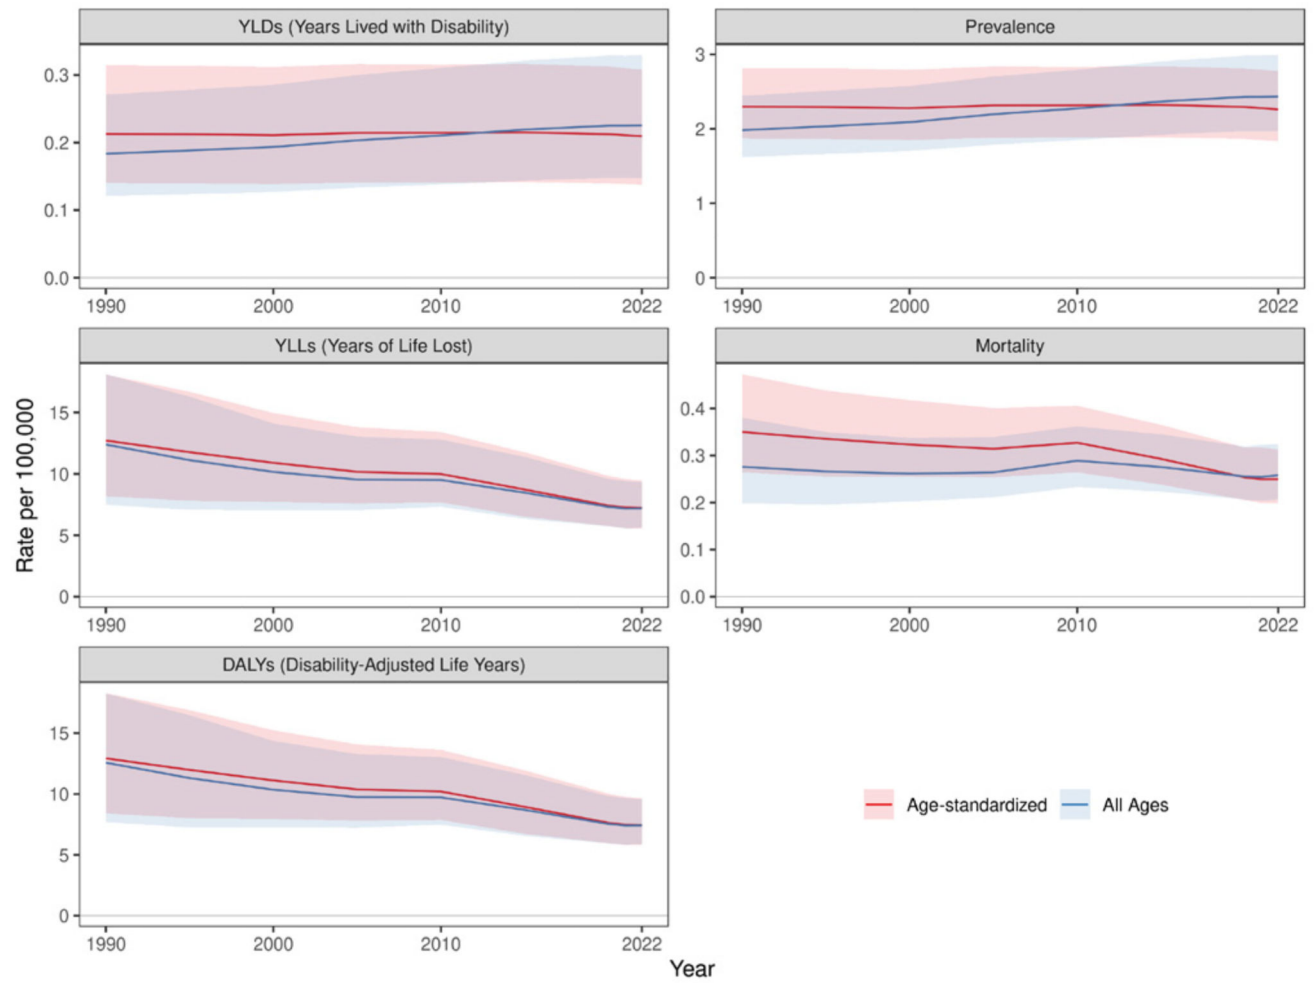 YLDs (Years Lived with Disability)
0.3
0.2
0.1
0.0
1990 2000 2010 2022
Prevalence
3
2
1
0
1990 2000 2010 2022
YLLs (Years of Life Lost)
15
10
5
0
1990 2000 2010 2022
Mortality
0.4
0.3
0.2
0.1
0.0
1990 2000 2010 2022
DALYs (Disability-Adjusted Life Years)
15
10
5
0
1990 2000 2010 2022
Rate per 100,000
Year
Age-standardized All Ages